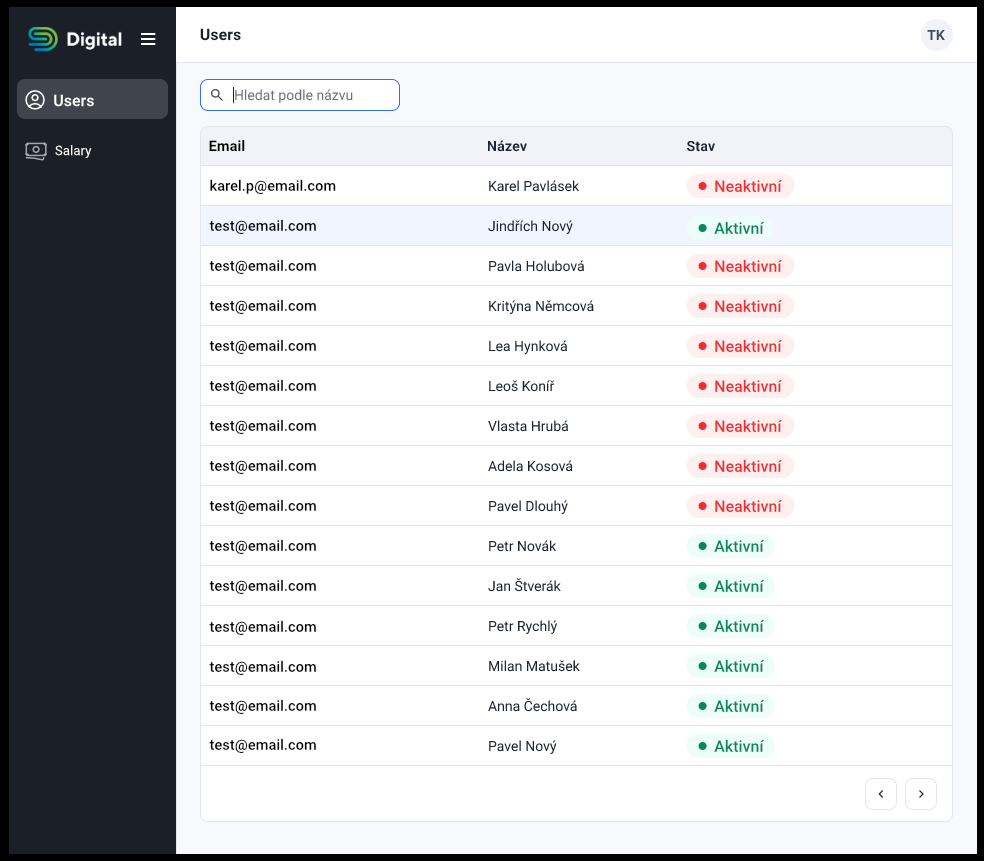 Digital
Users
TK
Users
Salary
Hledat podle názvu
Email Název Stav
karel.p@email.com Karel Pavlásek Neaktivní
test@email.com Jindřích Nový Aktivní
test@email.com Pavla Holubová Neaktivní
test@email.com Kritýna Němcová Neaktivní
test@email.com Lea Hynková Neaktivní
test@email.com Leoš Koníř Neaktivní
test@email.com Vlasta Hrubá Neaktivní
test@email.com Adela Kosová Neaktivní
test@email.com Pavel Dlouhý Neaktivní
test@email.com Petr Novák Aktivní
test@email.com Jan Štverák Aktivní
test@email.com Petr Rychlý Aktivní
test@email.com Milan Matušek Aktivní
test@email.com Anna Čechová Aktivní
test@email.com Pavel Nový Aktivní